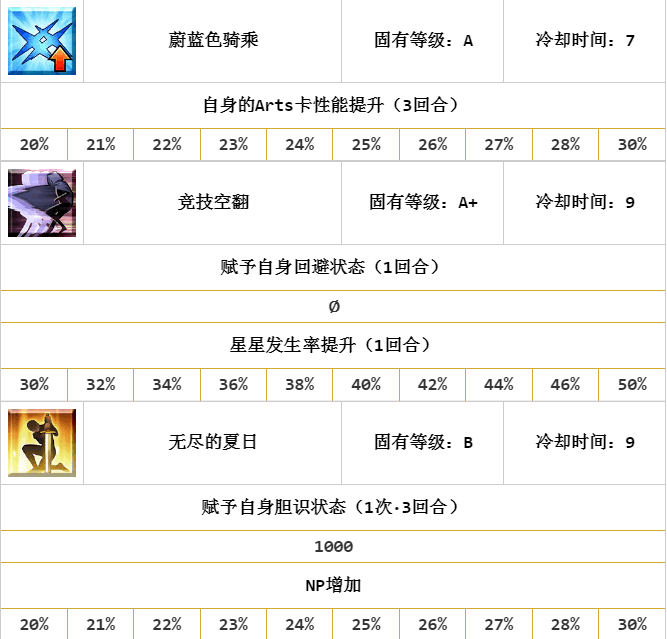 蔚蓝色骑乘 固有等级: A 冷却时间: 7
自身的Arts卡性能提升（3回合）
20% 21% 22% 23% 24% 25% 26% 27% 28% 30%
竞技空翻 固有等级: A+ 冷却时间: 9
赋予自身回避状态（1回合）
Ø
星星发生率提升（1回合）
30% 32% 34% 36% 38% 40% 42% 44% 46% 50%
无尽的夏日 固有等级: B 冷却时间: 9
赋予自身胆识状态（1次·3回合）
1000
NP增加
20% 21% 22% 23% 24% 25% 26% 27% 28% 30%